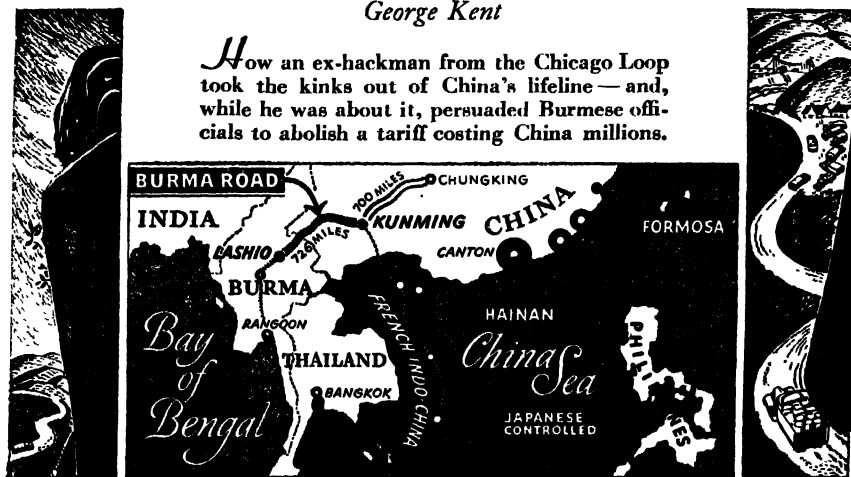 George Kent
How an ex-hackman from the Chicago Loop
took the kinks out of China's lifeline — and,
while he was about it, persuaded Burmese offi-
cials to abolish a tariff costing China millions.
BURMA ROAD
700 MILES
CHUNGKING
INDIA
KUNMING
CHINA
FORMOSA
LASHIO
726 MILES
CANTON
BURMA
RANGOON
FRENCH INDO CHINA
HAINAN
Bay
of
Bengal
THAILAND
China Sea
PHILIPPINES
BANGKOK
JAPANESE
CONTROLLED